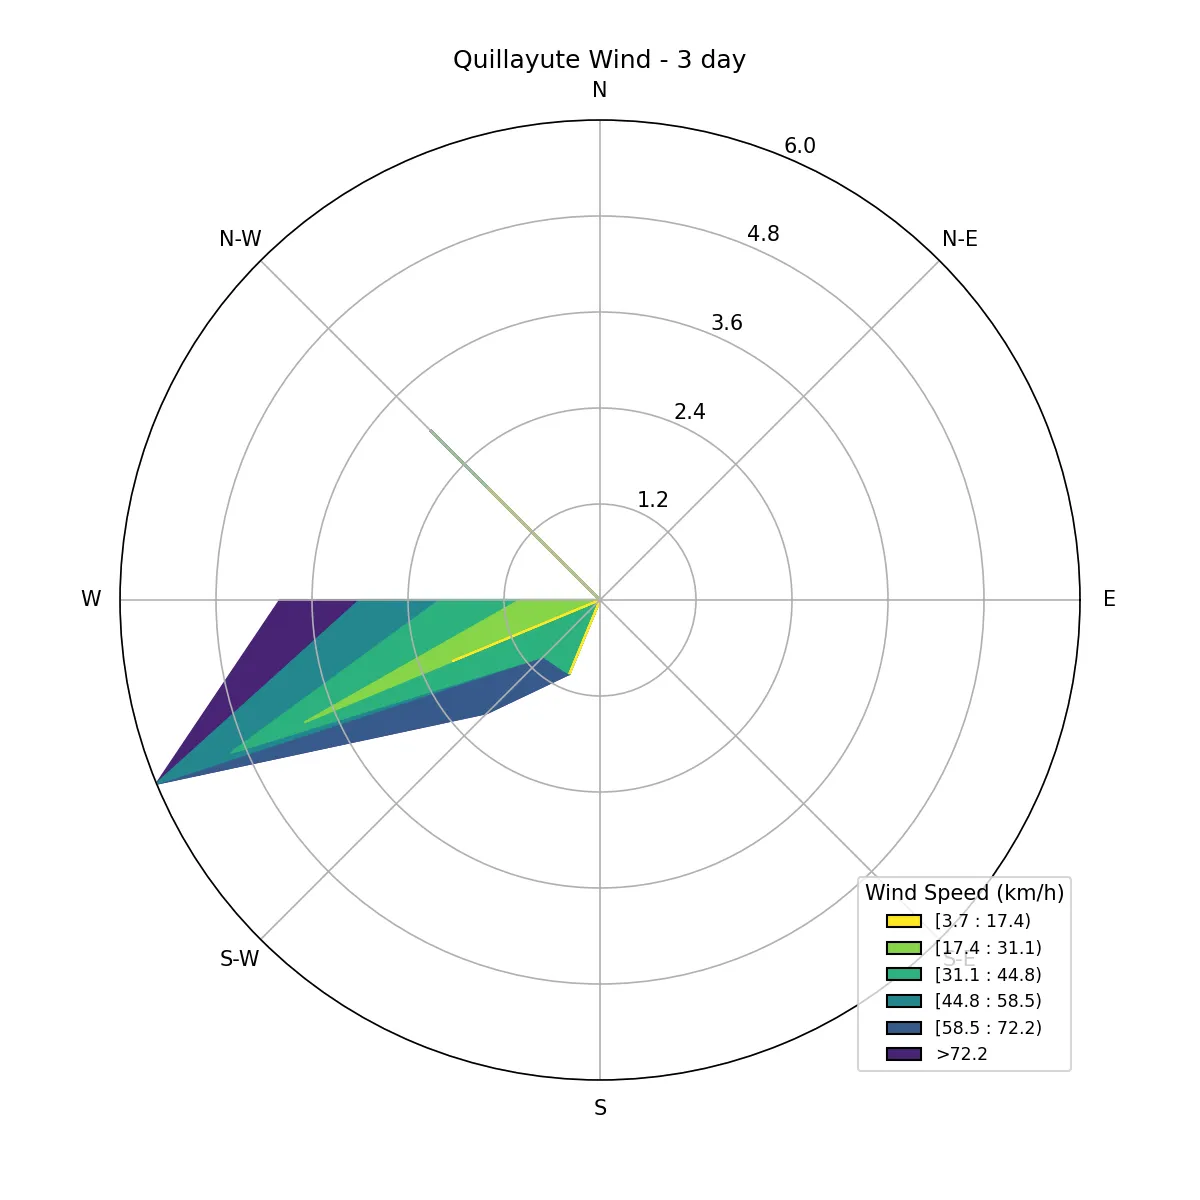 Quillayute Wind - 3 day
N
6.0
N-W
N-E
4.8
3.6
2.4
1.2
W
E
S-W
S-E
S
Wind Speed (km/h)
[3.7 : 17.4)
[17.4 : 31.1)
[31.1 : 44.8)
[44.8 : 58.5)
[58.5 : 72.2)
>72.2